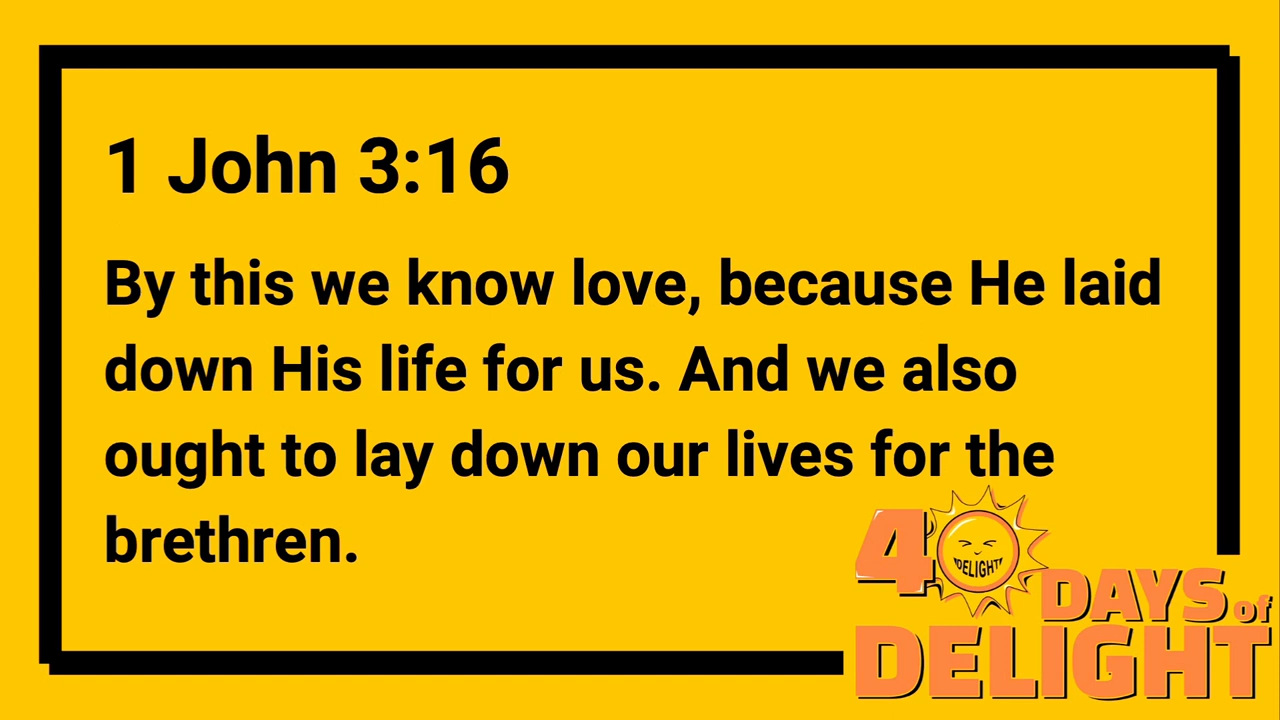 1 John 3:16
By this we know love, because He laid
down His life for us. And we also
ought to lay down our lives for the
brethren.
40 DAYS of
DELIGHT
DELIGHT